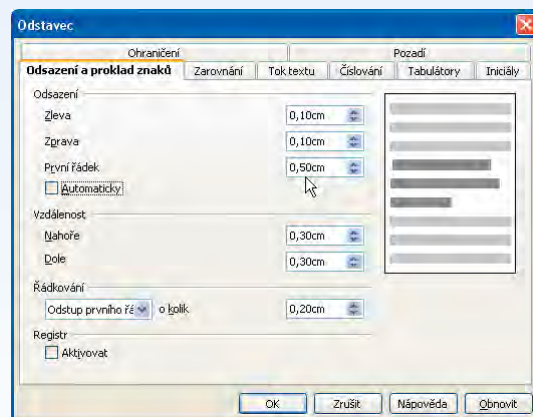 Odstavec
Ohraničení Pozadí
Odsazení a proklad znaků Zarovnání Tok textu Číslování Tabulátory Iniciály
Odsazení
Zleva 0,10cm
Zprava 0,10cm
První řádek 0,50cm
Automaticky
Vzdálenost
Nahoře 0,30cm
Dole 0,30cm
Řádkování
Odstup prvního řá o kolik 0,20cm
Registr
Aktivovat
OK Zrušit Nápověda Obnovit